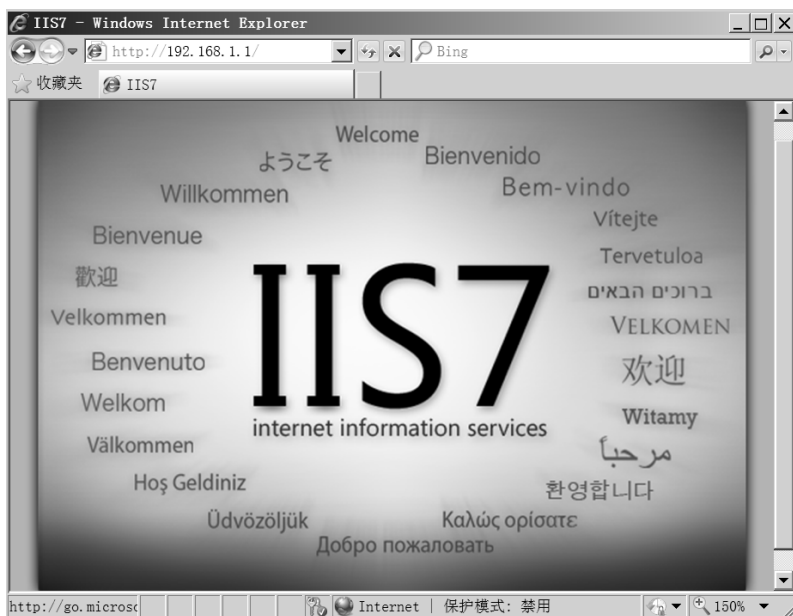 IIS7 - Windows Internet Explorer
http://192.168.1.1/
Bing
收藏夹
IIS7
Welcome
ようこそ
Bienvenido
Willkommen
Bem-vindo
Vítejte
Bienvenue
Tervetuloa
歡迎
ברוכים הבאים
Velkommen
VELKOMEN
IIS7
Benvenuto
欢迎
Welkom
Witamy
internet information services
Välkommen
مرحباً
Hoş Geldiniz
환영합니다
Üdvözöljük
Καλώς ορίσατε
Добро пожаловать
http://go.microsc
Internet | 保护模式: 禁用
150%